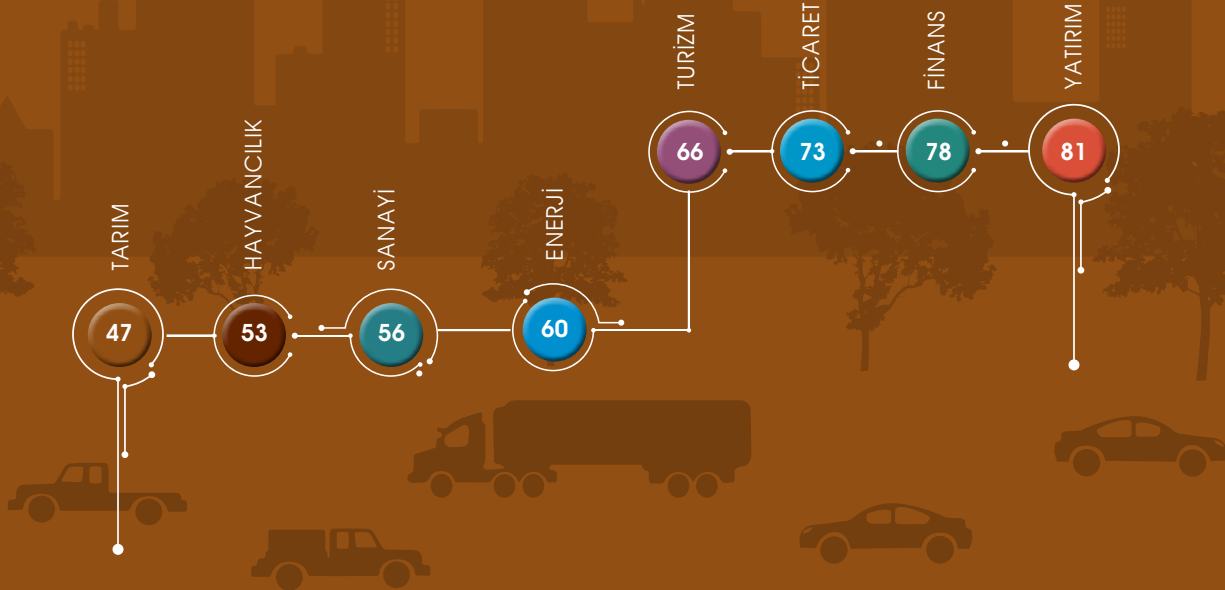 TARIM
47
HAYVANCILIK
53
SANAYİ
56
ENERJİ
60
TURİZM
66
TİCARET
73
FİNANS
78
YATIRIM
81